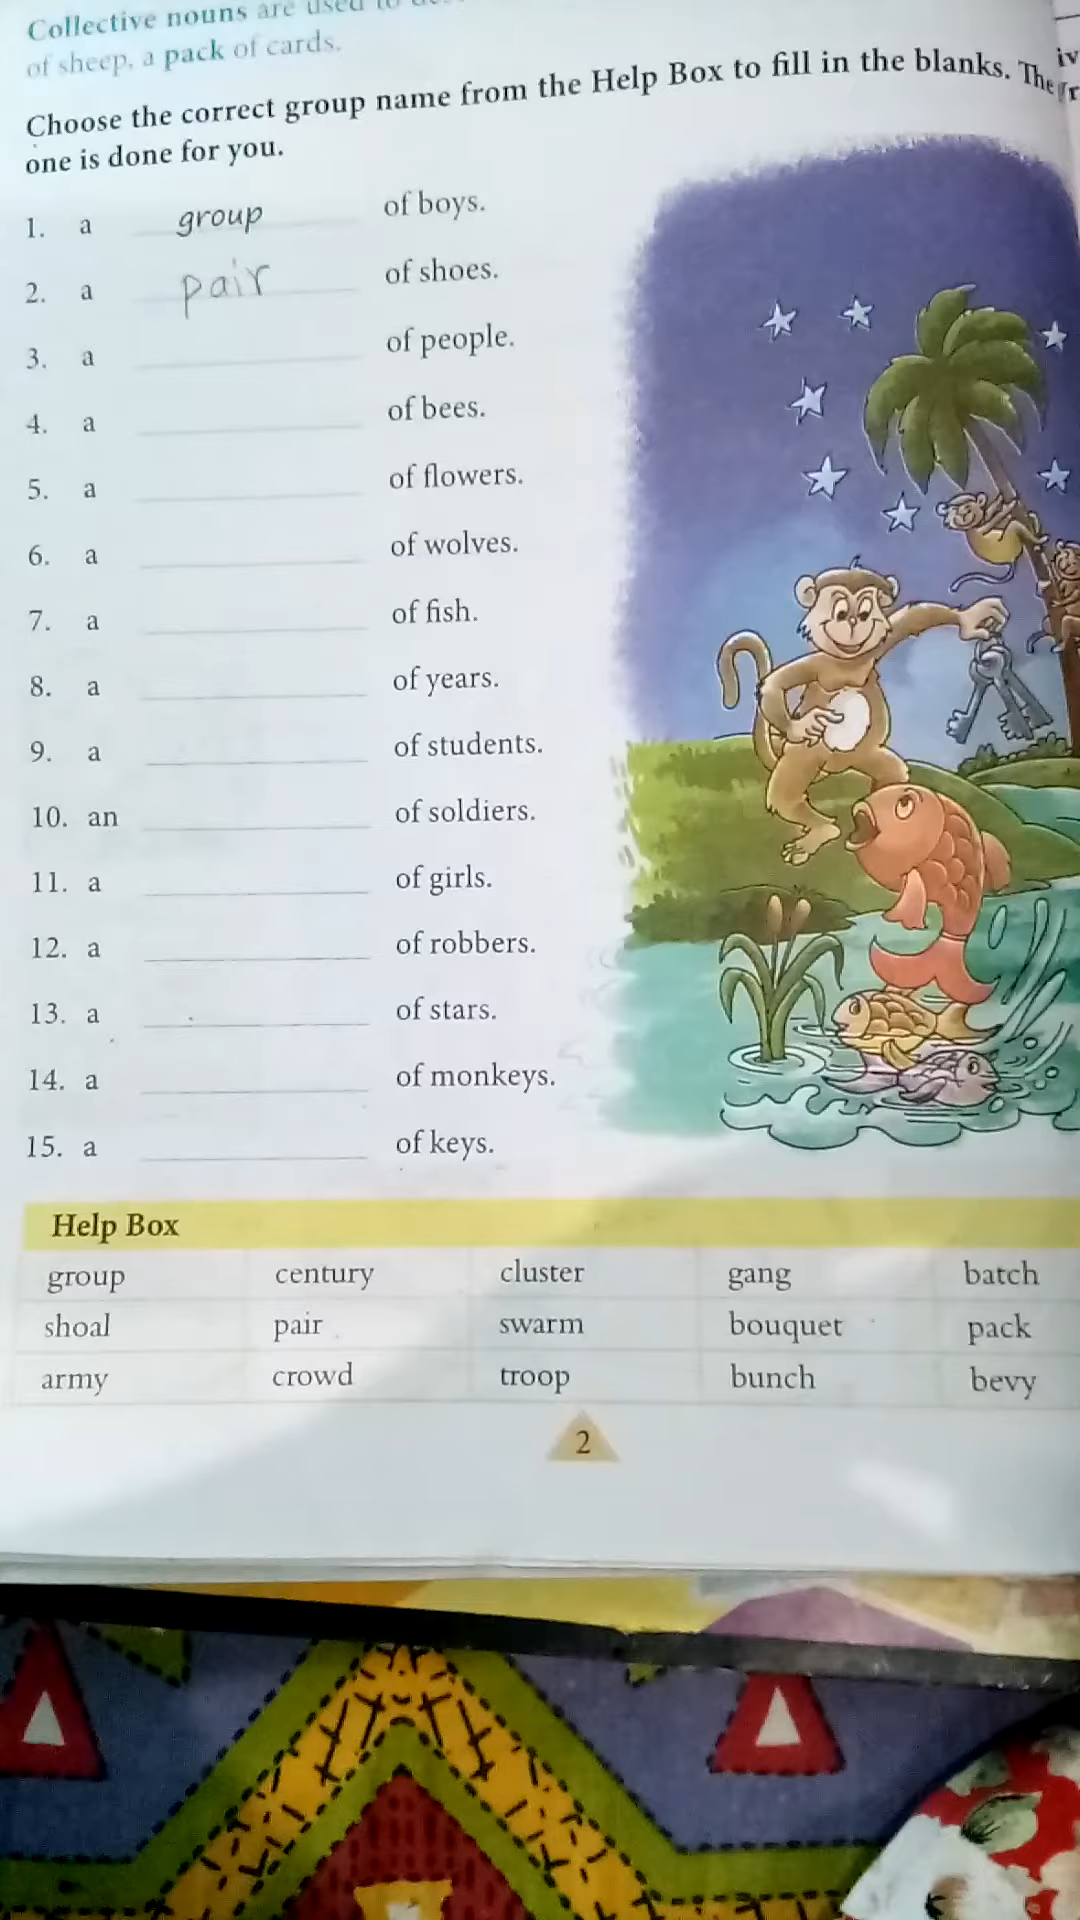 Collective nouns are used to
of sheep, a pack of cards.
Choose the correct group name from the Help Box to fill in the blanks. The
one is done for you.
1. a group of boys.
2. a pair of shoes.
3. a of people.
4. a of bees.
5. a of flowers.
6. a of wolves.
7. a of fish.
8. a of years.
9. a of students.
10. an of soldiers.
11. a of girls.
12. a of robbers.
13. a of stars.
14. a of monkeys.
15. a of keys.
Help Box
group century cluster gang batch
shoal pair swarm bouquet pack
army crowd troop bunch bevy
2